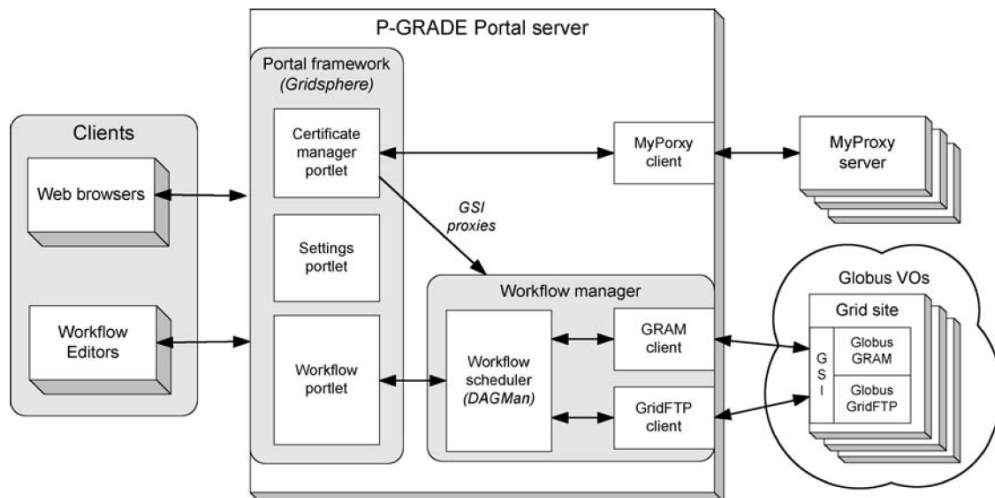 P-GRADE Portal server
Portal framework
(Gridsphere)
Clients
Web browsers
Workflow
Editors
Certificate
manager
portlet
Settings
portlet
Workflow
portlet
GSI
proxies
MyPorxy
client
MyProxy
server
Workflow manager
Workflow
scheduler
(DAGMan)
GRAM
client
GridFTP
client
Globus VOs
Grid site
G
S
I
Globus
GRAM
Globus
GridFTP